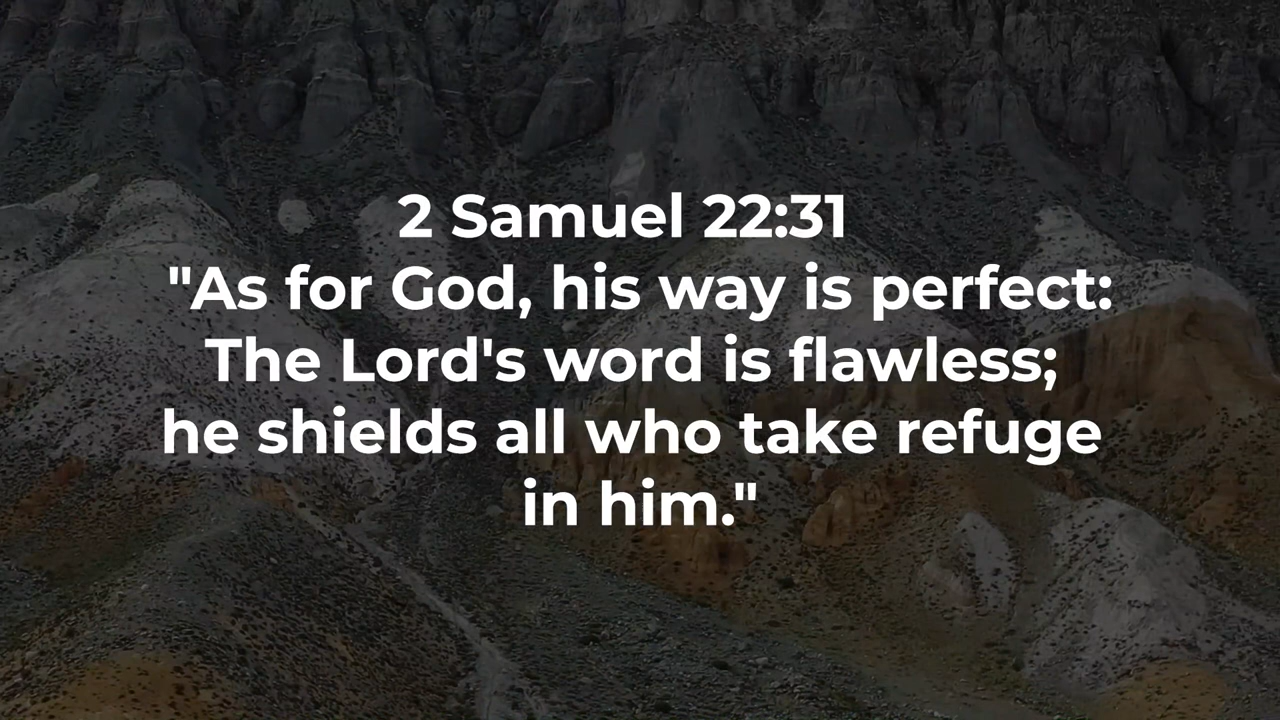 2 Samuel 22:31
"As for God, his way is perfect:
The Lord's word is flawless;
he shields all who take refuge
in him."